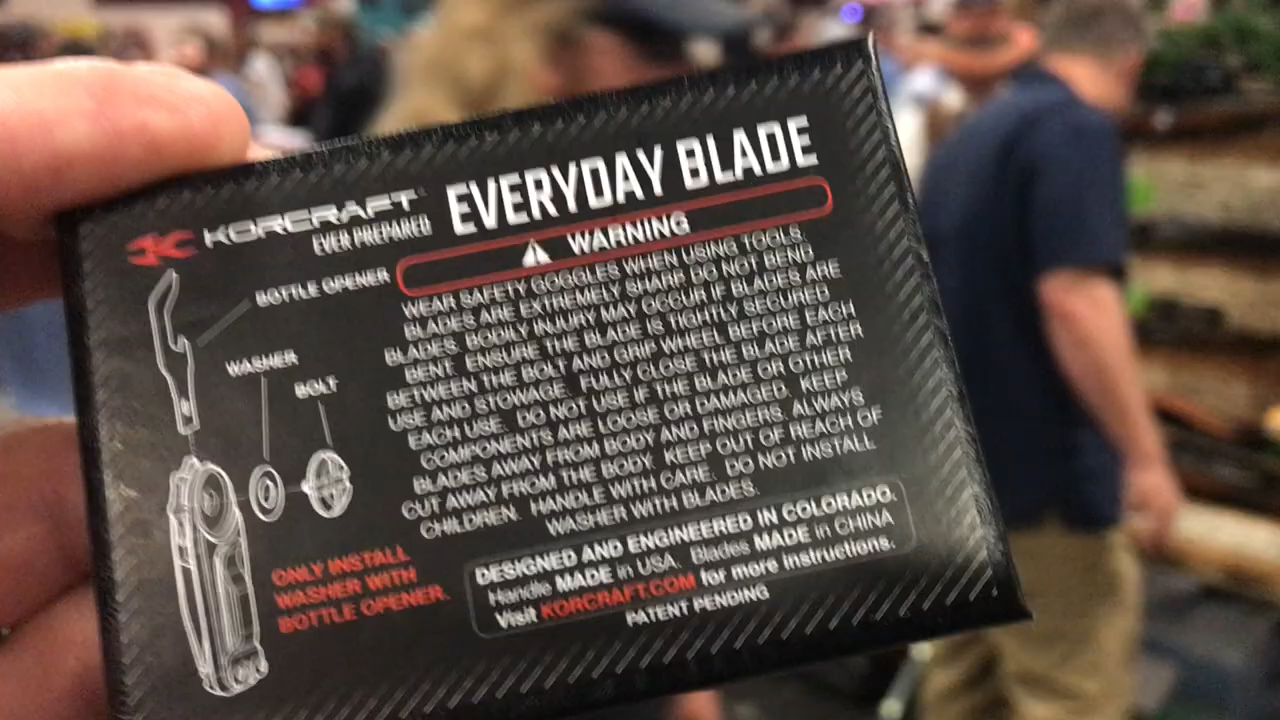 KORCRAFT
EVER PREPARED
EVERYDAY BLADE
WARNING
WEAR SAFETY GOGGLES WHEN USING TOOLS.
BLADES ARE EXTREMELY SHARP DO NOT BEND
BLADES. BODILY INJURY MAY OCCUR IF BLADES ARE
BENT. ENSURE THE BLADE IS TIGHTLY SECURED
BETWEEN THE BOLT AND GRIP WHEEL BEFORE EACH
USE AND STOWAGE. FULLY CLOSE THE BLADE AFTER
EACH USE. DO NOT USE IF THE BLADE OR OTHER
COMPONENTS ARE LOOSE OR DAMAGED. KEEP
BLADES AWAY FROM BODY AND FINGERS. ALWAYS
CUT AWAY FROM THE BODY. KEEP OUT OF REACH OF
CHILDREN. HANDLE WITH CARE. DO NOT INSTALL
WASHER WITH BLADES.
BOTTLE OPENER
WASHER
BOLT
ONLY INSTALL
WASHER WITH
BOTTLE OPENER.
DESIGNED AND ENGINEERED IN COLORADO.
Handle MADE in USA. Blades MADE in CHINA
Visit KORCRAFT.COM for more instructions.
PATENT PENDING